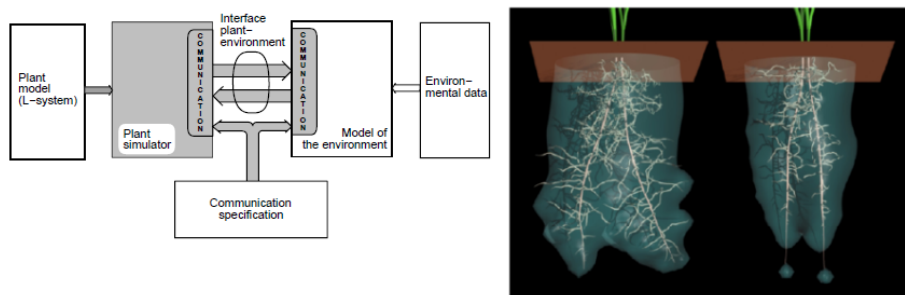 Plant
model
(L−system)
COMMUNICATION
Plant
simulator
Interface
plant−
environment
COMMUNICATION
Model of
the environment
Environ−
mental data
Communication
specification